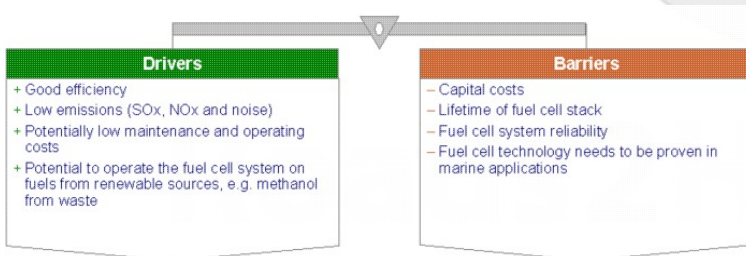 Drivers
+ Good efficiency
+ Low emissions (SOx, NOx and noise)
+ Potentially low maintenance and operating
costs
+ Potential to operate the fuel cell system on
fuels from renewable sources, e.g. methanol
from waste
Barriers
– Capital costs
– Lifetime of fuel cell stack
– Fuel cell system reliability
– Fuel cell technology needs to be proven in
marine applications